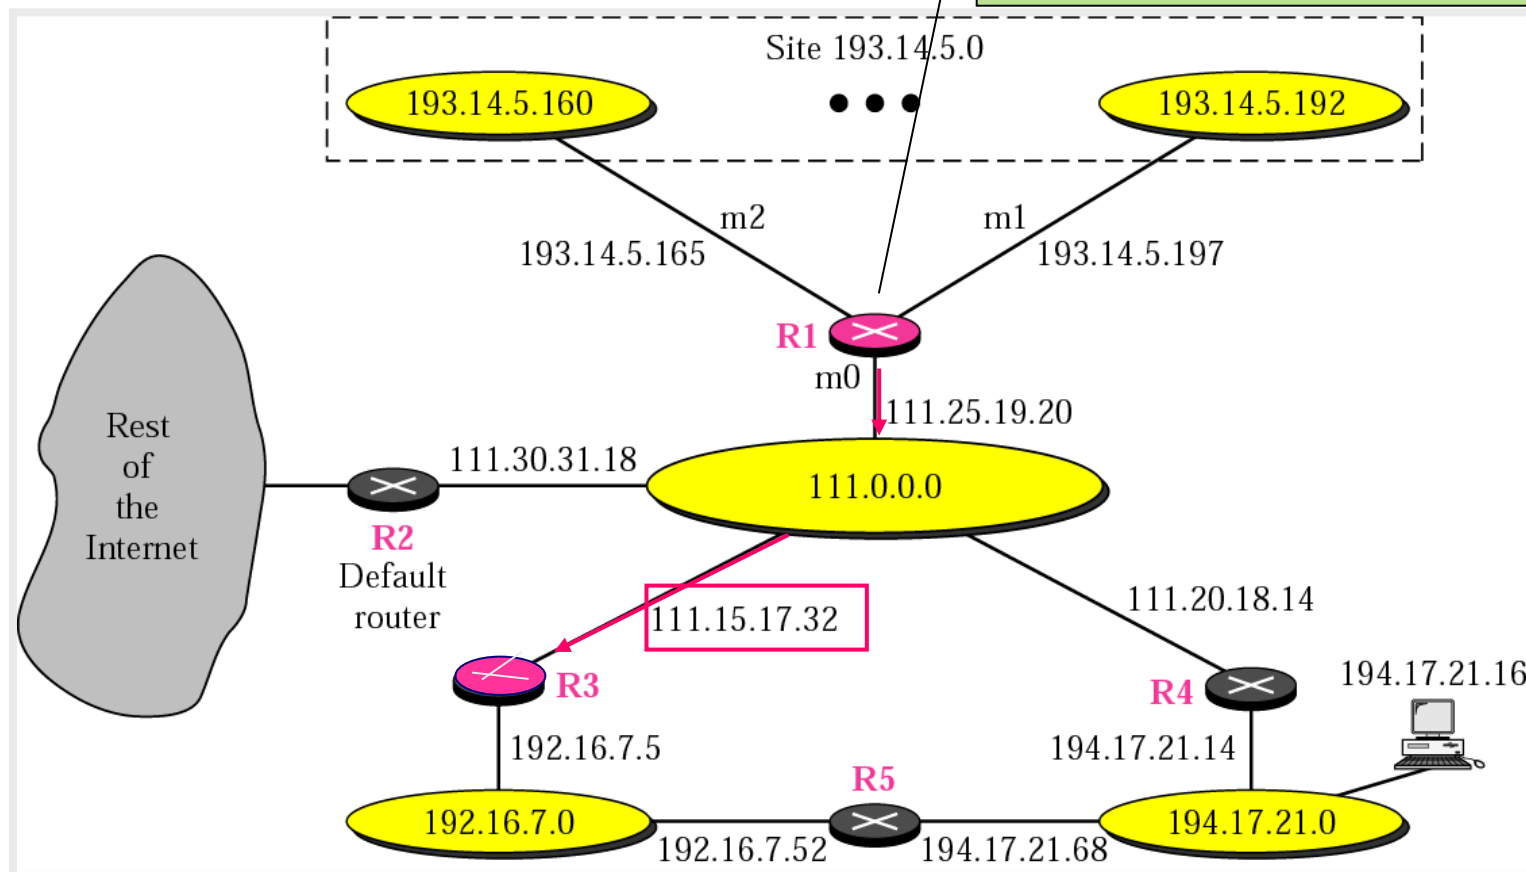 Site 193.14.5.0
193.14.5.160
193.14.5.192
m2
m1
193.14.5.165
193.14.5.197
R1
m0
111.25.19.20
Rest
of
the
Internet
111.30.31.18
111.0.0.0
R2
Default
router
111.15.17.32
111.20.18.14
R3
R4
194.17.21.16
192.16.7.5
194.17.21.14
R5
192.16.7.0
194.17.21.0
192.16.7.52
194.17.21.68